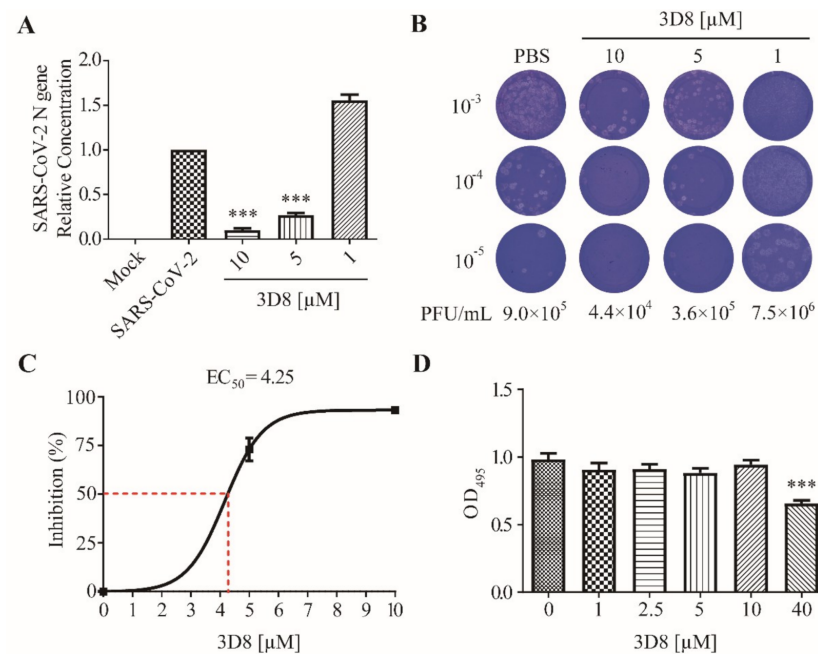 A
SARS-CoV-2 N gene
Relative Concentration
2.0
1.5
1.0
0.5
0.0
*** ***
Mock
SARS-CoV-2
10 5 1
3D8 [µM]
B
3D8 [µM]
PBS 10 5 1
10⁻³
10⁻⁴
10⁻⁵
PFU/mL 9.0×10⁵ 4.4×10⁴ 3.6×10⁵ 7.5×10⁶
C
EC₅₀ = 4.25
Inhibition (%)
100
75
50
25
0
0 1 2 3 4 5 6 7 8 9 10
3D8 [µM]
D
OD₄₉₅
1.5
1.0
0.5
0.0
***
0 1 2.5 5 10 40
3D8 [µM]